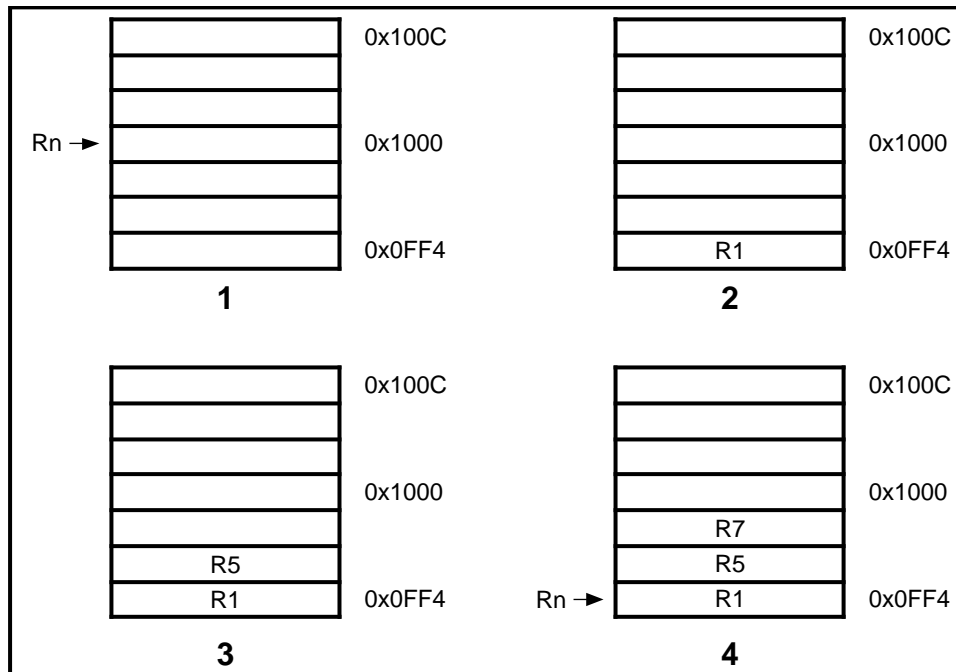 0x100C
Rn 0x1000
0x0FF4
1
0x100C
0x1000
R1 0x0FF4
2
0x100C
0x1000
R5
R1 0x0FF4
3
0x100C
0x1000
R7
R5
Rn R1 0x0FF4
4